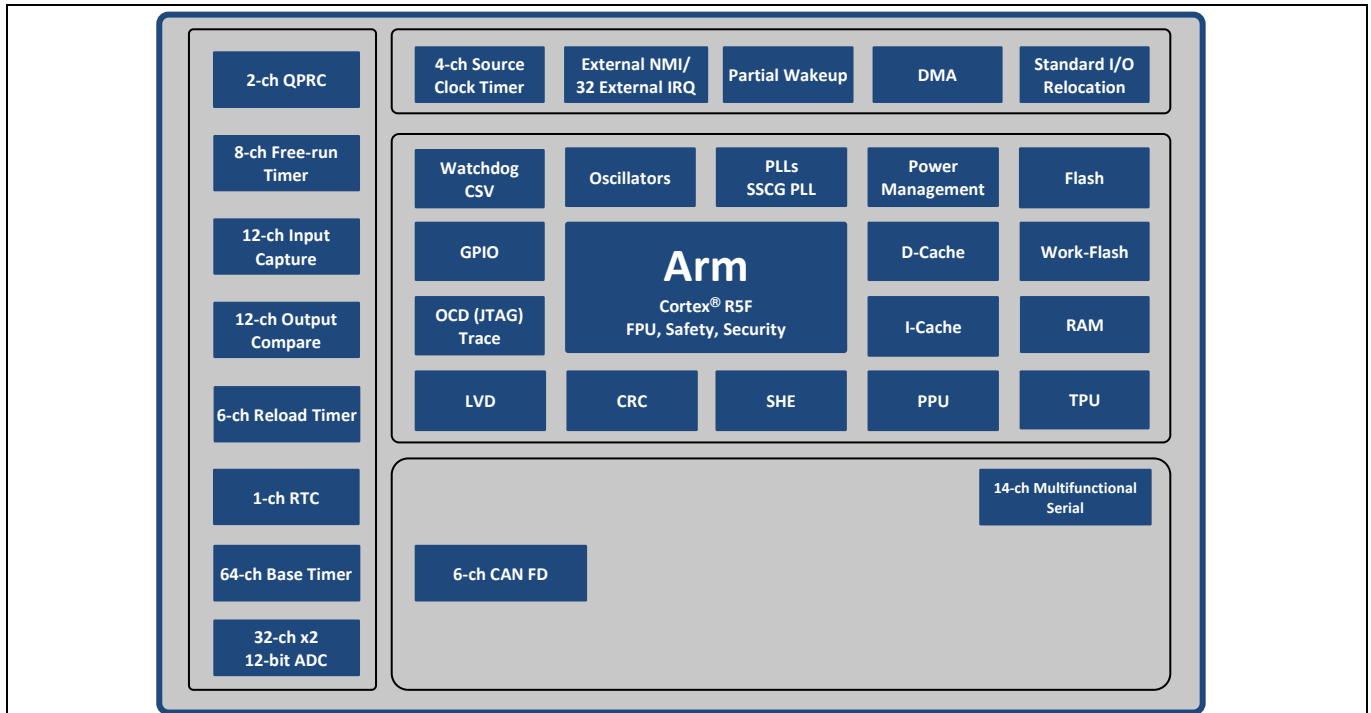 2-ch QPRC
8-ch Free-run
Timer
12-ch Input
Capture
12-ch Output
Compare
6-ch Reload Timer
1-ch RTC
64-ch Base Timer
32-ch x2
12-bit ADC
4-ch Source
Clock Timer
External NMI/
32 External IRQ
Partial Wakeup
DMA
Standard I/O
Relocation
Watchdog
CSV
Oscillators
PLLs
SSCG PLL
Power
Management
Flash
GPIO
Arm
Cortex® R5F
FPU, Safety, Security
D-Cache
Work-Flash
OCD (JTAG)
Trace
I-Cache
RAM
LVD
CRC
SHE
PPU
TPU
14-ch Multifunctional
Serial
6-ch CAN FD